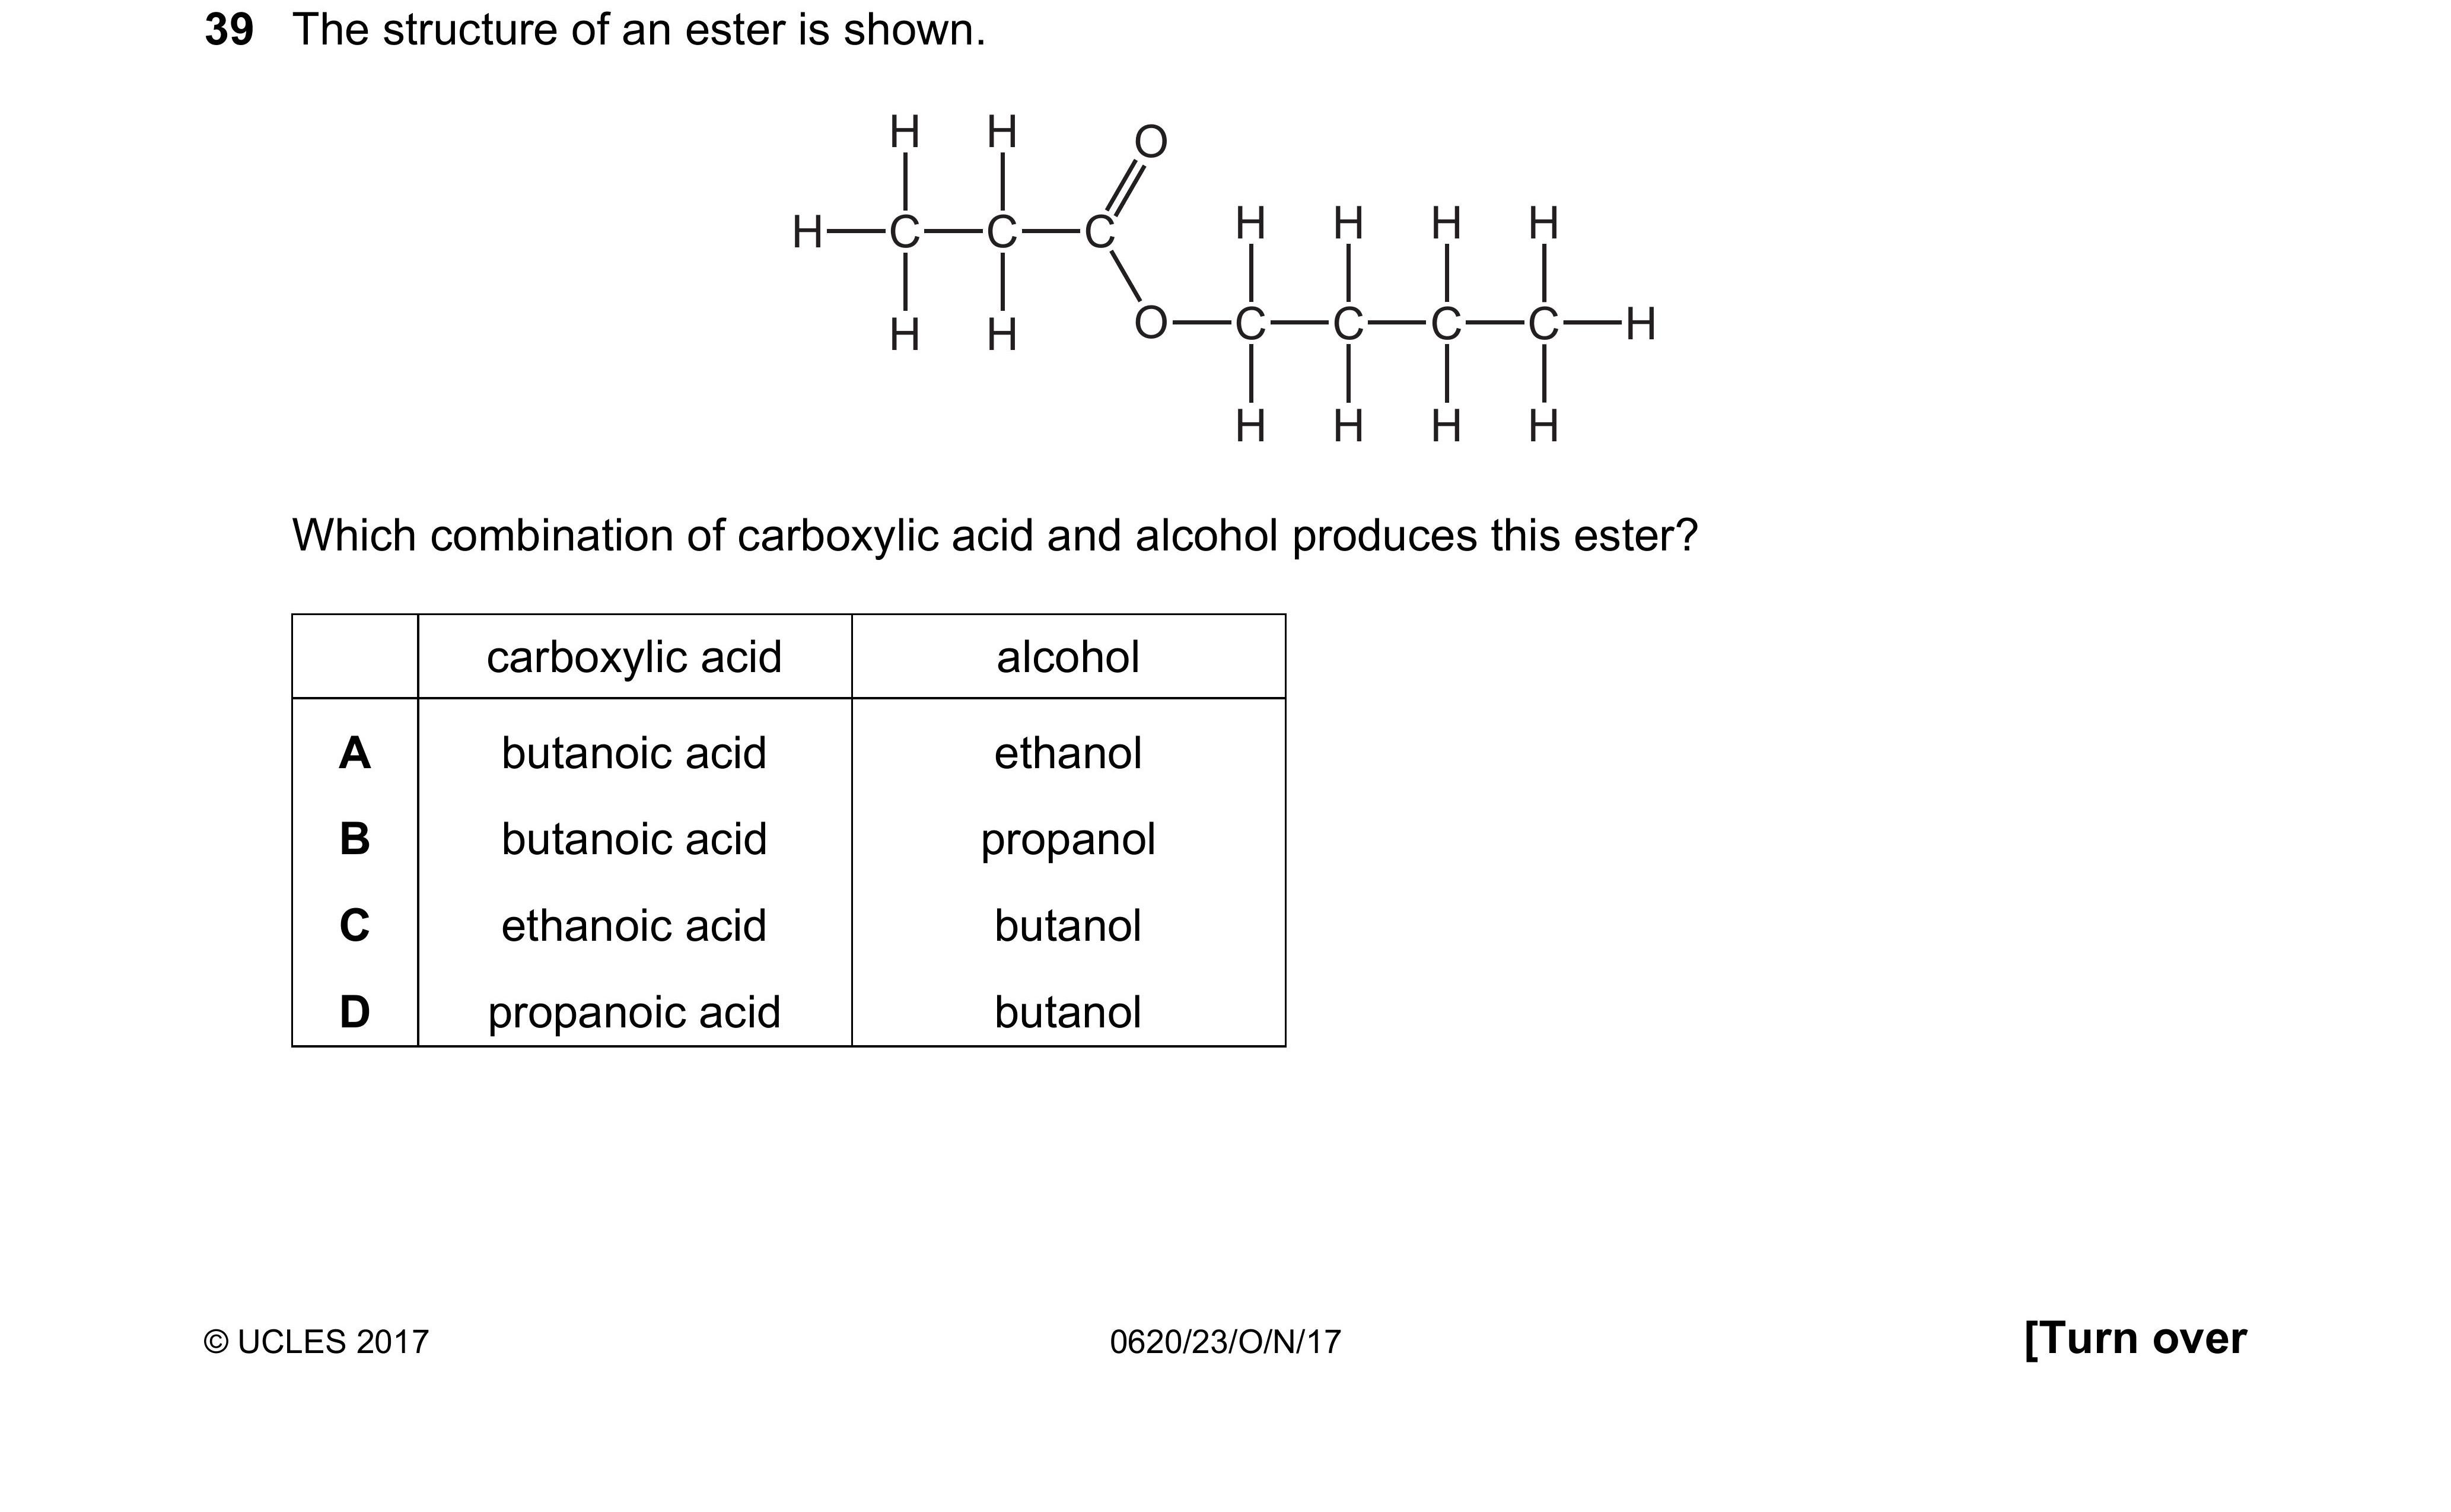 39 The structure of an ester is shown.
H H O
H C C C H H H H
H H O C C C C H
H H H H
Which combination of carboxylic acid and alcohol produces this ester?
carboxylic acid alcohol
A butanoic acid ethanol
B butanoic acid propanol
C ethanoic acid butanol
D propanoic acid butanol
© UCLES 2017 0620/23/O/N/17 [Turn over